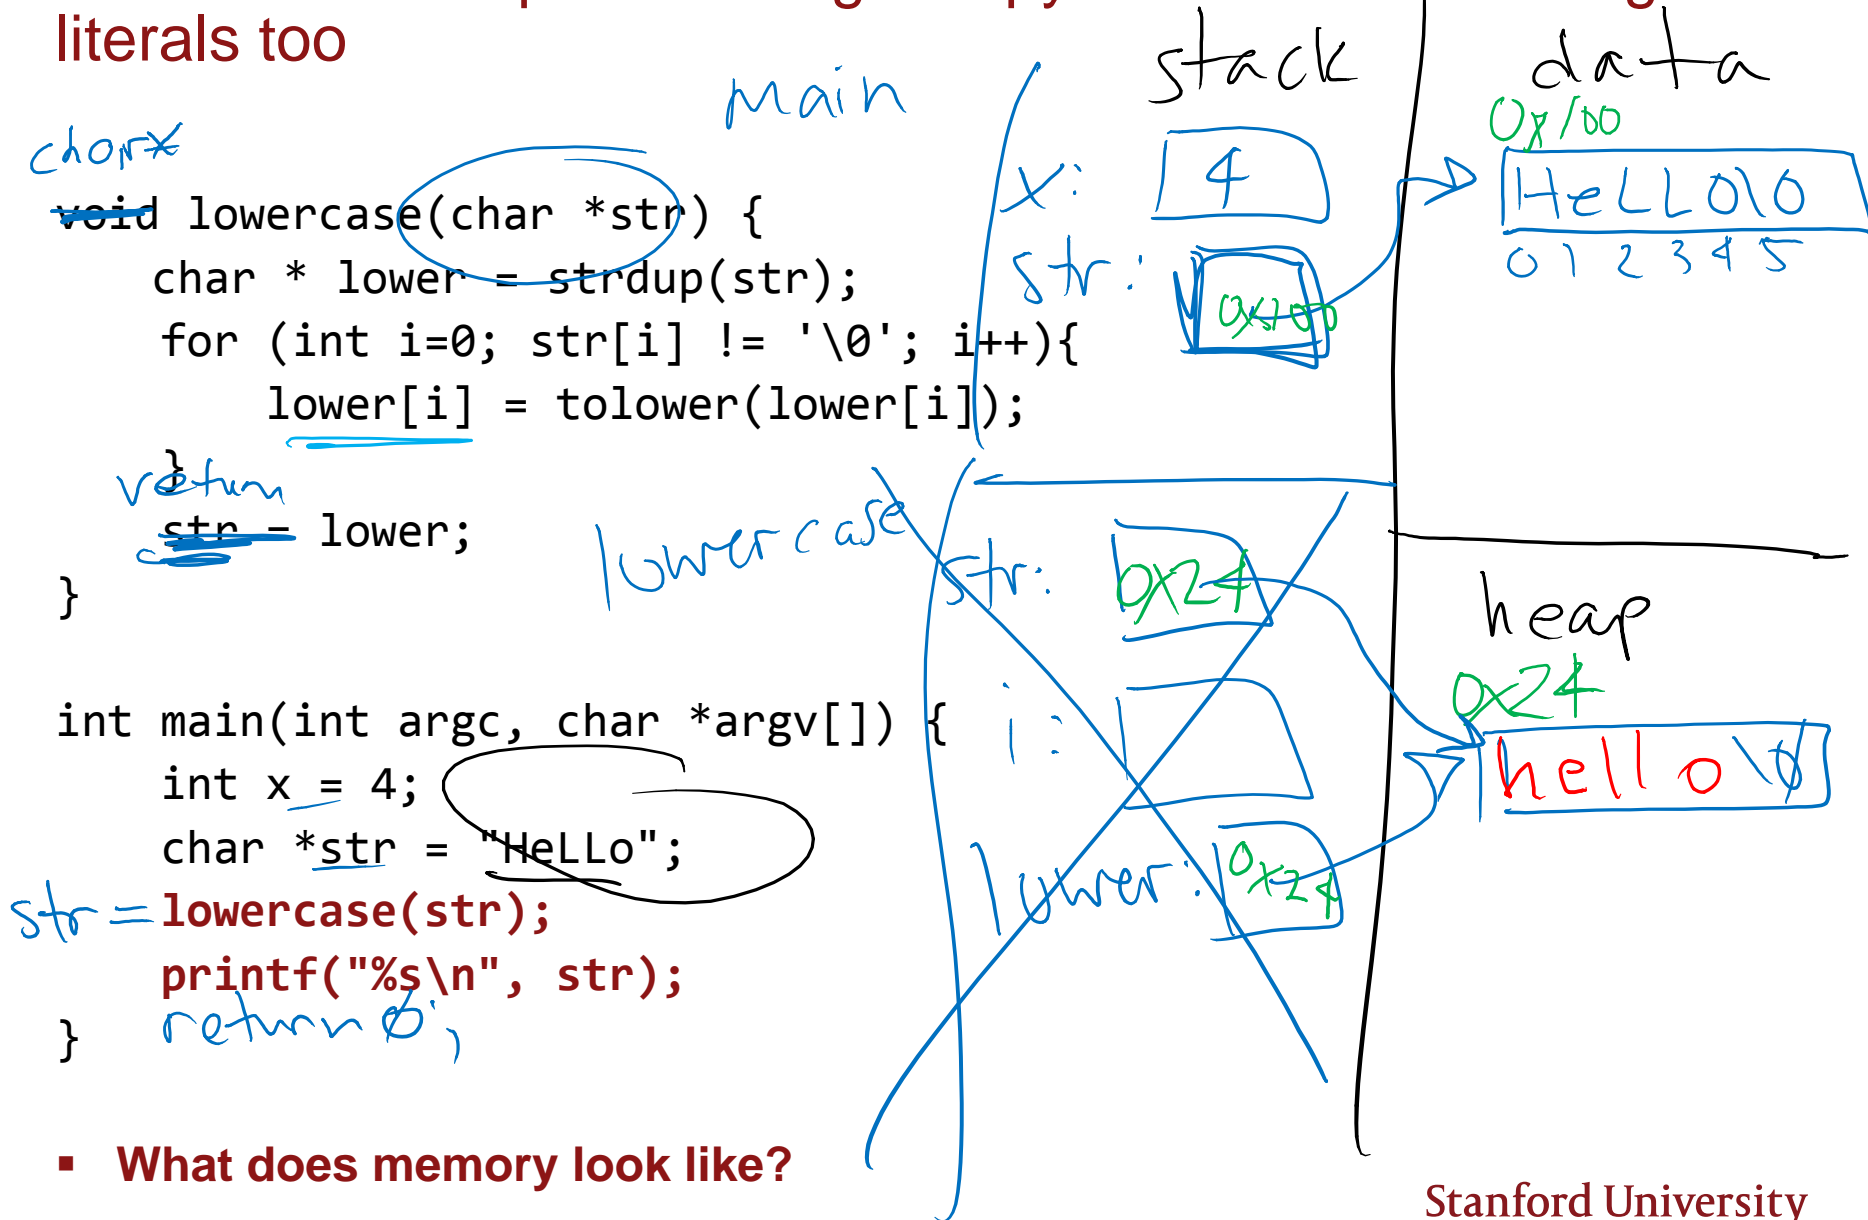 literals too
main
stack
data
char*
0x100
void lowercase(char *str) {
x: 4
HeLLo\0
0 1 2 3 4 5
char * lower = strdup(str);
str: 0x100
for (int i=0; str[i] != '\0'; i++){
lower[i] = tolower(lower[i]);
}
return
str = lower;
lowercase
str: 0x24
heap
}
0x24
int main(int argc, char *argv[]) {
i:
hello\0
int x = 4;
char *str = "HeLLo";
lower: 0x24
str = lowercase(str);
printf("%s\n", str);
return 0;
}
▪ What does memory look like?
Stanford University